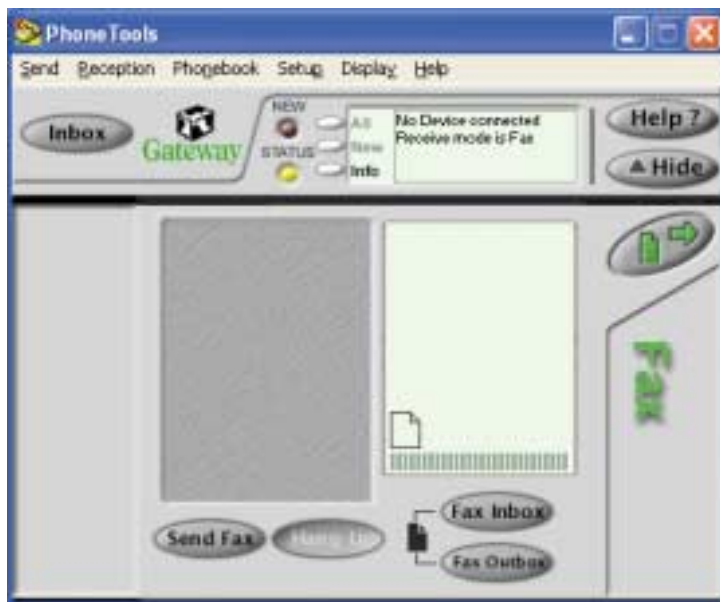 PhoneTools
Send Reception Phonebook Setup Display Help
Inbox
Gateway
NEW
STATUS
All
New
Info
No Device connected
Receive mode is Fax
Help ?
Hide
Fax
Send Fax
Hang Up
Fax Inbox
Fax Outbox